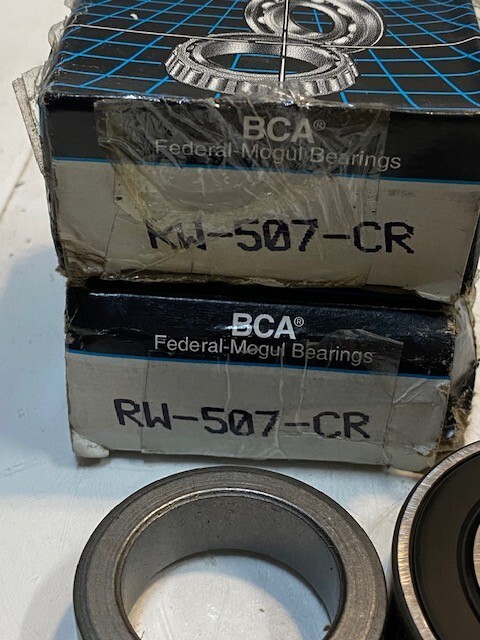 BCA®
Federal-Mogul Bearings
RW-507-CR
BCA®
Federal-Mogul Bearings
RW-507-CR